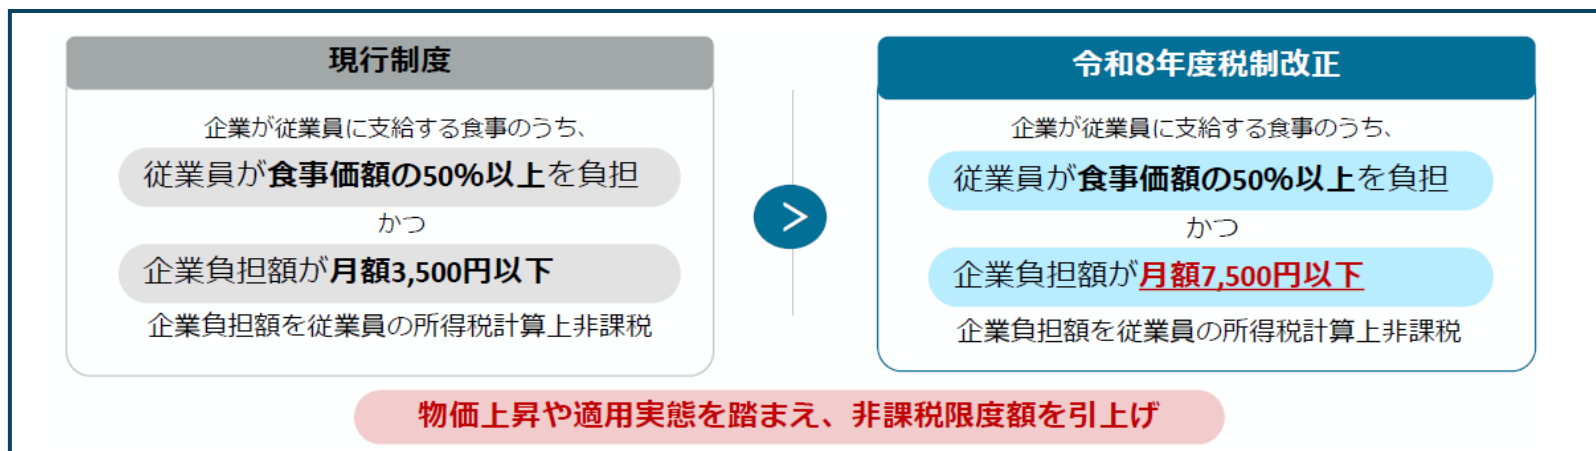 現行制度
企業が従業員に支給する食事のうち、
従業員が食事価額の50%以上を負担
かつ
企業負担額が月額3,500円以下
企業負担額を従業員の所得税計算上非課税
>
令和8年度税制改正
企業が従業員に支給する食事のうち、
従業員が食事価額の50%以上を負担
かつ
企業負担額が月額7,500円以下
企業負担額を従業員の所得税計算上非課税
物価上昇や適用実態を踏まえ、非課税限度額を引上げ